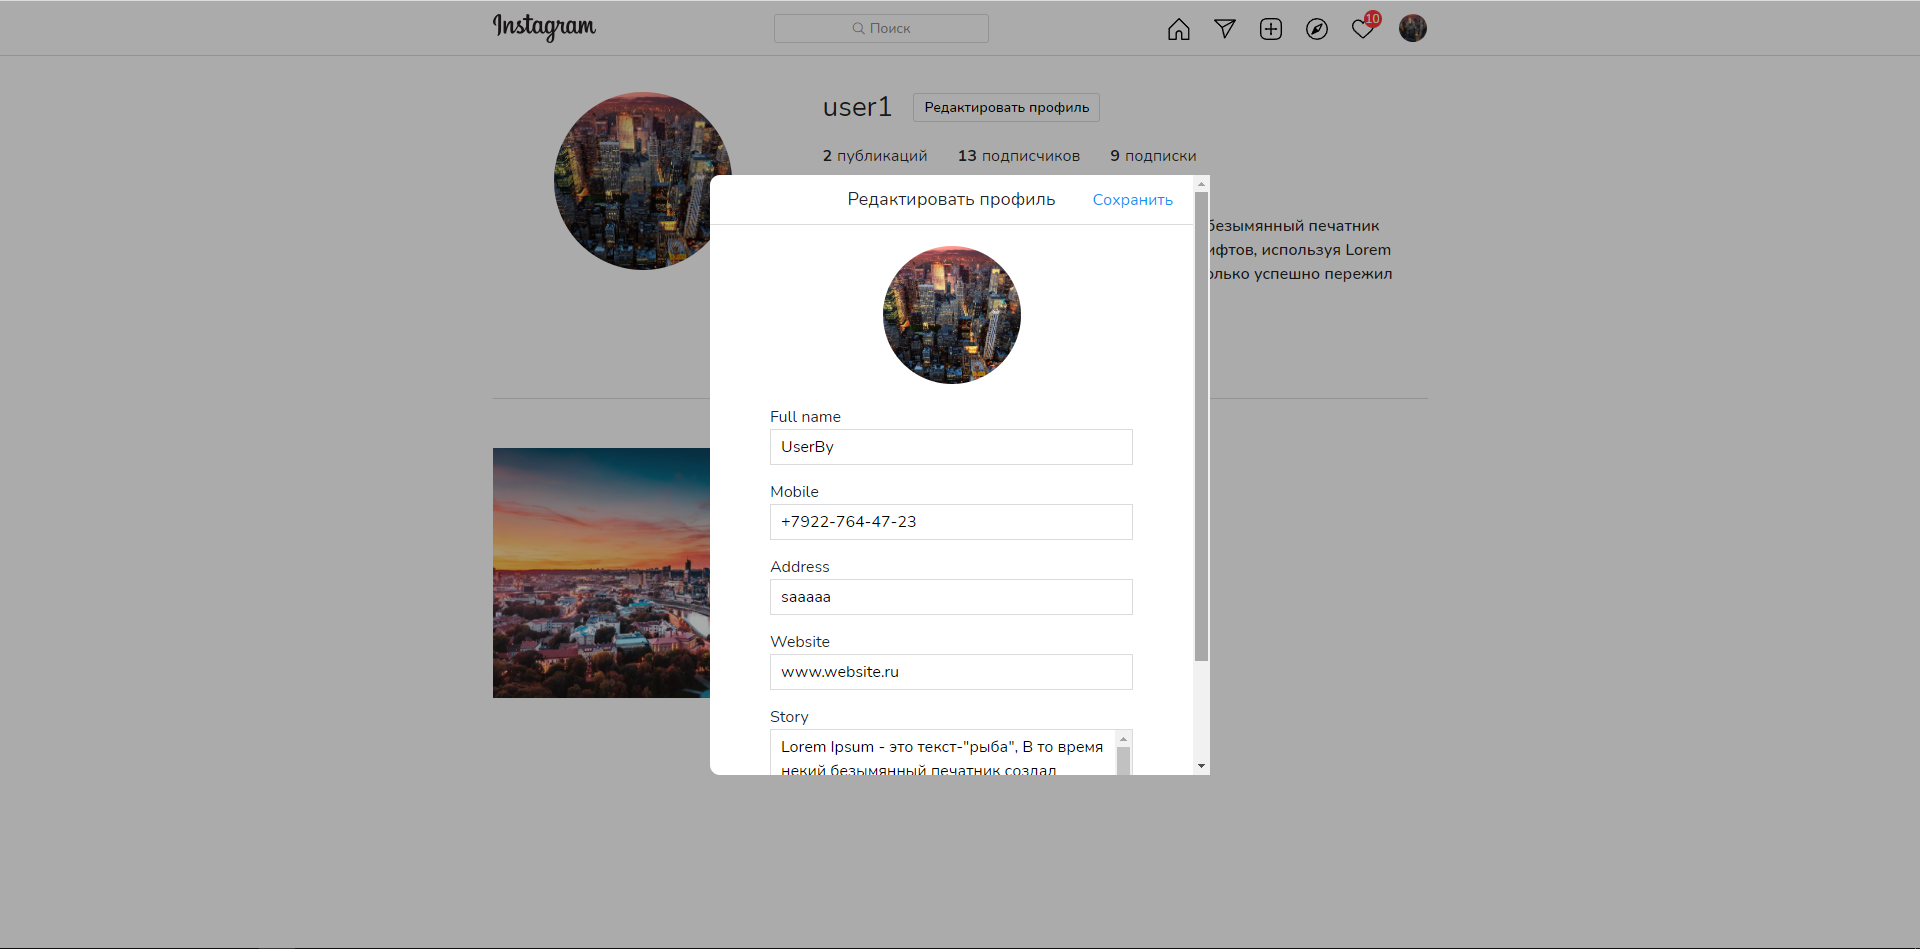 Instagram
Поиск
10
user1
Редактировать профиль
2 публикаций 13 подписчиков 9 подписки
безымянный печатник
используя Lorem
успешно пережил
Редактировать профиль
Сохранить
Full name
UserBy
Mobile
+7922-764-47-23
Address
saaaaa
Website
www.website.ru
Story
Lorem Ipsum - это текст-"рыба", В то время
некий безымянный печатник создал